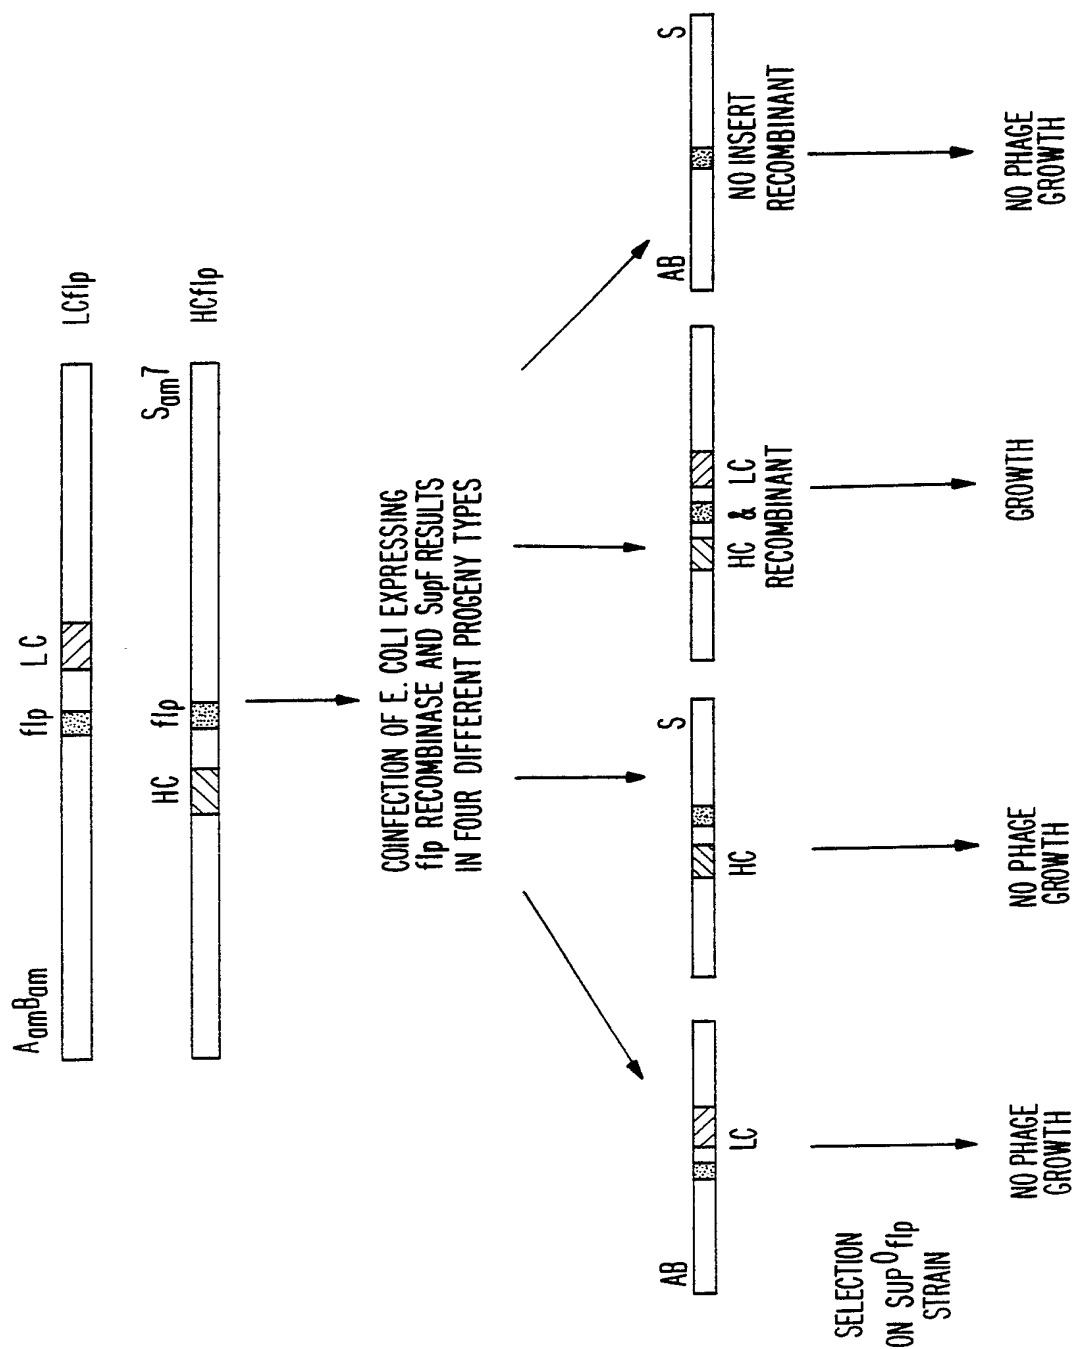 AamBam
flp
LC
LCflp
HC
flp
Sam7
HCflp
COINFECTION OF E. COLI EXPRESSING
flp RECOMBINASE AND SupF RESULTS
IN FOUR DIFFERENT PROGENY TYPES
AB
LC
HC
S
HC & LC
RECOMBINANT
AB
S
NO INSERT
RECOMBINANT
SELECTION
ON SUP⁰flp
STRAIN
NO PHAGE
GROWTH
NO PHAGE
GROWTH
GROWTH
NO PHAGE
GROWTH